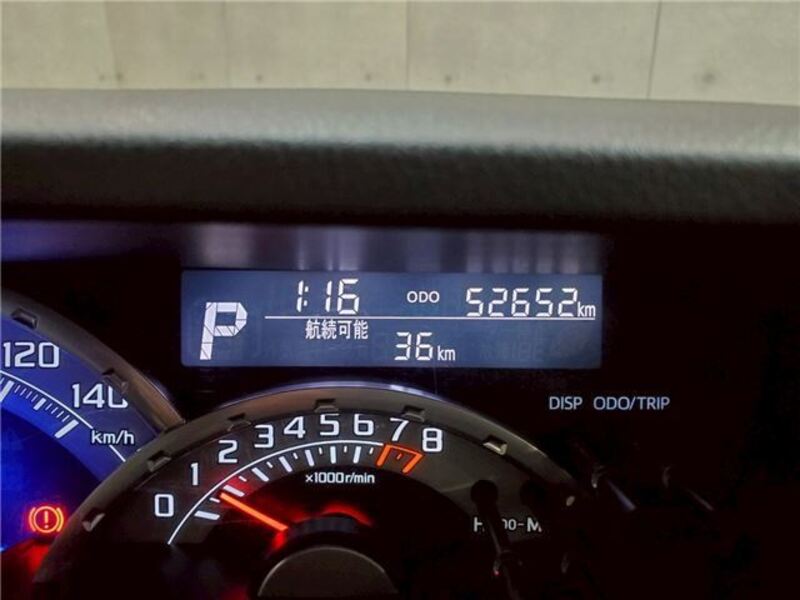 P
1:16 ODO 52652km
航続可能
36km
DISP ODO/TRIP
120
140
km/h
0 1 2 3 4 5 6 7 8
×1000r/min